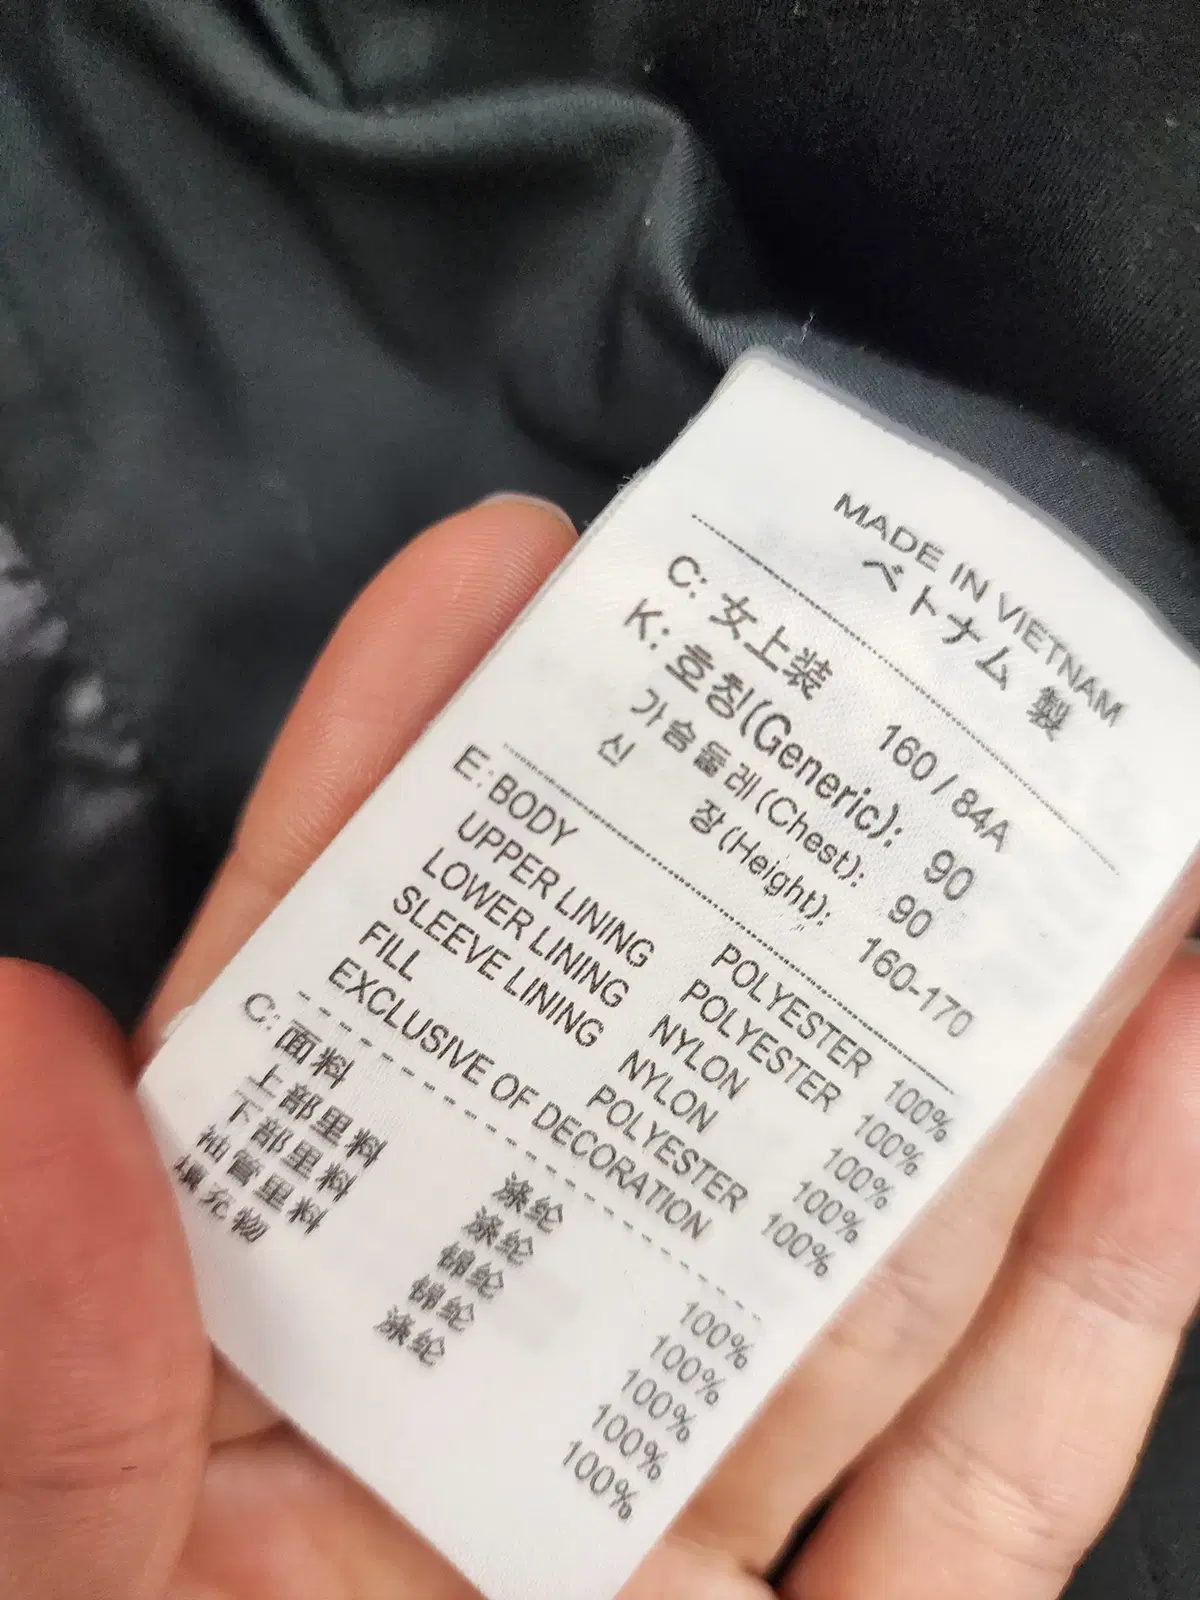 MADE IN VIETNAM
ベトナム 製
C: 女上装 160 / 84A
K: 호칭(Generic): 90
가슴둘레(Chest): 90
신 장(Height): 160-170
E: BODY POLYESTER 100%
UPPER LINING POLYESTER 100%
LOWER LINING NYLON 100%
SLEEVE LINING NYLON 100%
FILL POLYESTER 100%
EXCLUSIVE OF DECORATION
C: 面料 涤纶 100%
上部里料 涤纶 100%
下部里料 锦纶 100%
袖管里料 锦纶 100%
填充物 涤纶 100%